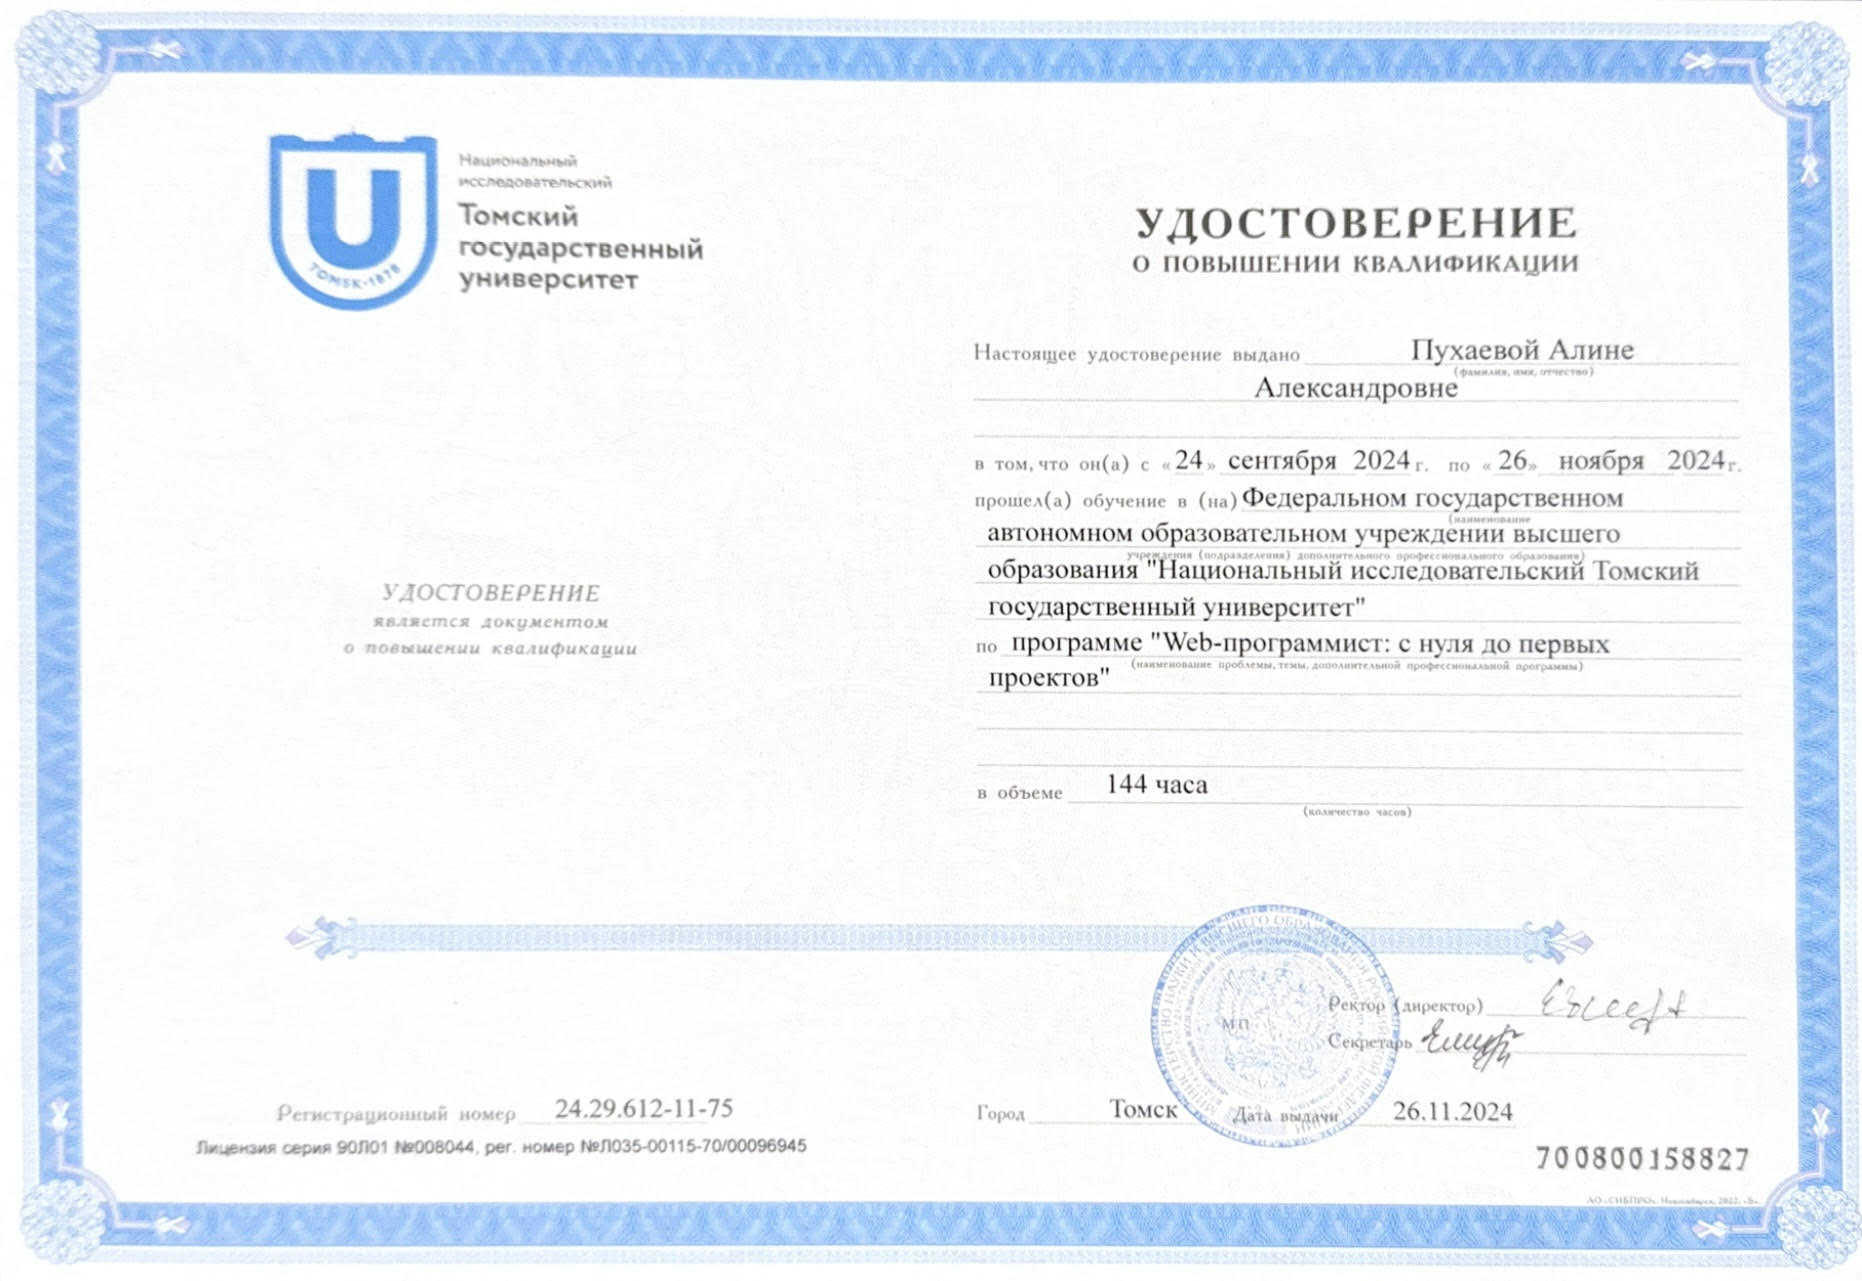 Национальный
исследовательский
Томский
государственный
университет
TOMSK-1878
УДОСТОВЕРЕНИЕ
является документом
о повышении квалификации
Регистрационный номер 24.29.612-11-75
Лицензия серия 90Л01 №008044, рег. номер №Л035-00115-70/00096945
УДОСТОВЕРЕНИЕ
О ПОВЫШЕНИИ КВАЛИФИКАЦИИ
Настоящее удостоверение выдано Пухаевой Алине
(фамилия, имя, отчество)
Александровне
в том, что он(а) с «24» сентября 2024 г. по «26» ноября 2024 г.
прошел(а) обучение в (на) Федеральном государственном
(наименование
автономном образовательном учреждении высшего
учреждения (подразделения) дополнительного профессионального образования)
образования "Национальный исследовательский Томский
государственный университет"
по программе "Web-программист: с нуля до первых
(наименование проблемы, темы, дополнительной профессиональной программы)
проектов"
в объеме 144 часа
(количество часов)
МИНИСТЕРСТВО НАУКИ И ВЫСШЕГО ОБРАЗОВАНИЯ РОССИЙСКОЙ
Ректор (директор)
М.П.
Секретарь
Город Томск Дата выдачи 26.11.2024
700800158827
АО «СИБПРО», Новосибирск, 2022, «Б».